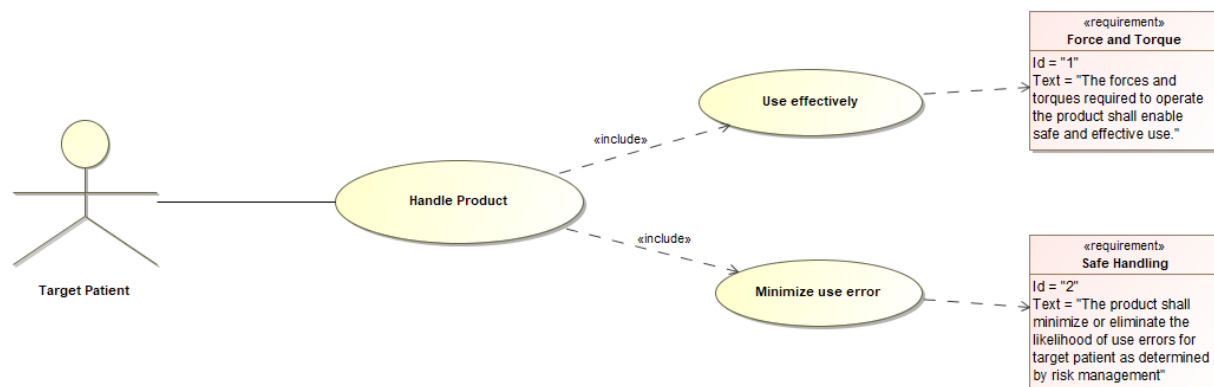 «requirement»
Force and Torque
Id = "1"
Text = "The forces and
torques required to operate
the product shall enable
safe and effective use."
Use effectively
«include»
Handle Product
«include»
Target Patient
Minimize use error
«requirement»
Safe Handling
Id = "2"
Text = "The product shall
minimize or eliminate the
likelihood of use errors for
target patient as determined
by risk management"